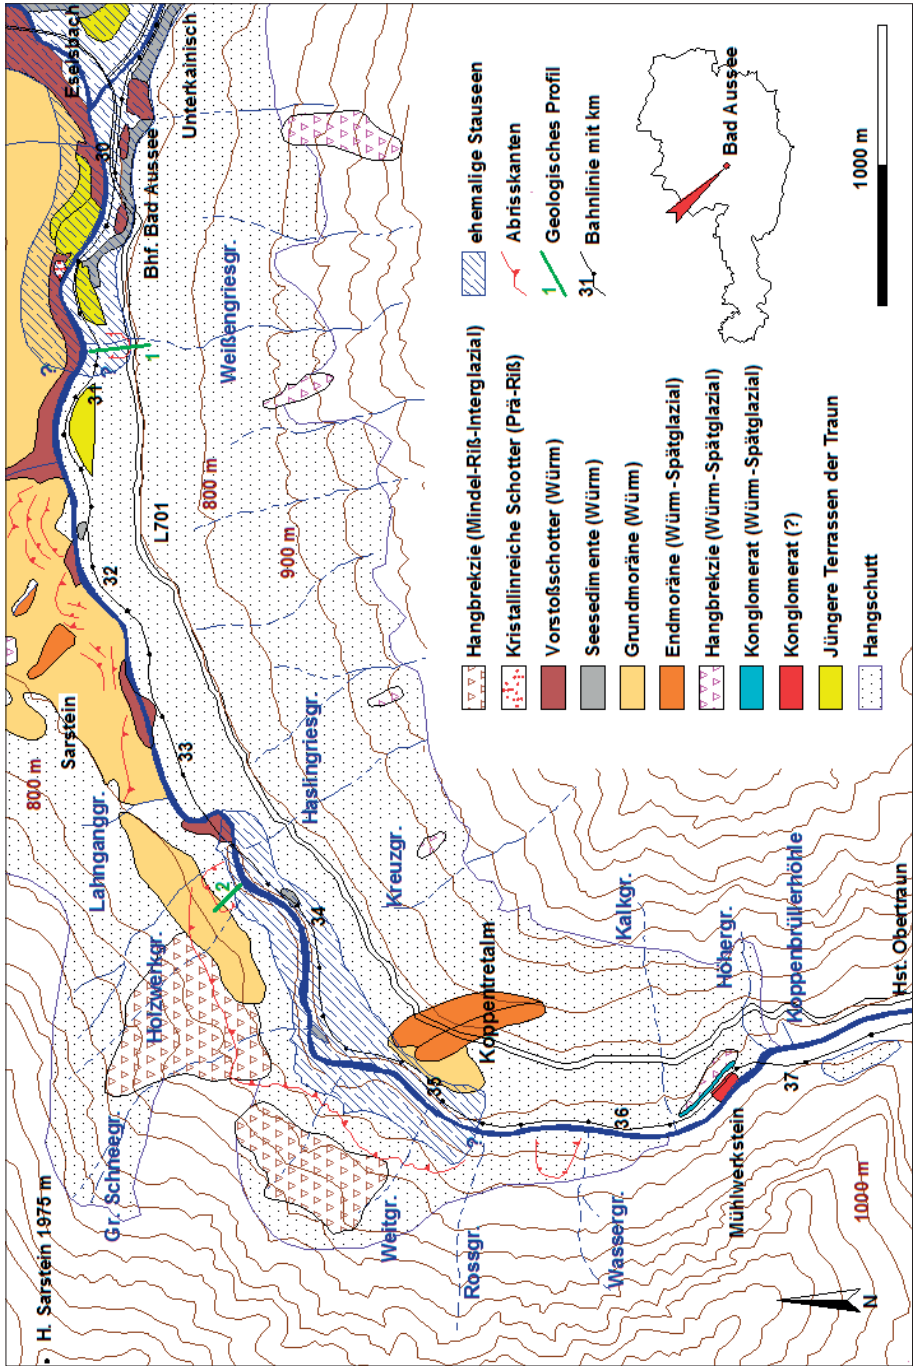 H. Sarstein 1975 m
Gr. Schneegr.
Holzwerkgr.
Lahnganggr.
800 m
Sarstein
Eselsbach
30
Bhf. Bad Aussee
Unterkainisch
?
?
31
1
32
L701
800 m
Weißengriesgr.
900 m
33
Haslingriesgr.
2
34
Kreuzgr.
Weitgr.
35
Koppentretalm
?
Rossgr.
Wassergr.
36
Kalkgr.
Höhergr.
Koppenbrüllerhöhle
Mühlwerkstein
37
Hst. Obertraun
1000 m
N
Hangbrekzie (Mindel-Riß-Interglazial)
Kristallinreiche Schotter (Prä-Riß)
Vorstoßschotter (Würm)
Seesedimente (Würm)
Grundmoräne (Würm)
Endmoräne (Würm-Spätglazial)
Hangbrekzie (Würm-Spätglazial)
Konglomerat (Würm-Spätglazial)
Konglomerat (?)
Jüngere Terrassen der Traun
Hangschutt
ehemalige Stauseen
Abrisskanten
1
Geologisches Profil
31
Bahnlinie mit km
Bad Aussee
1000 m